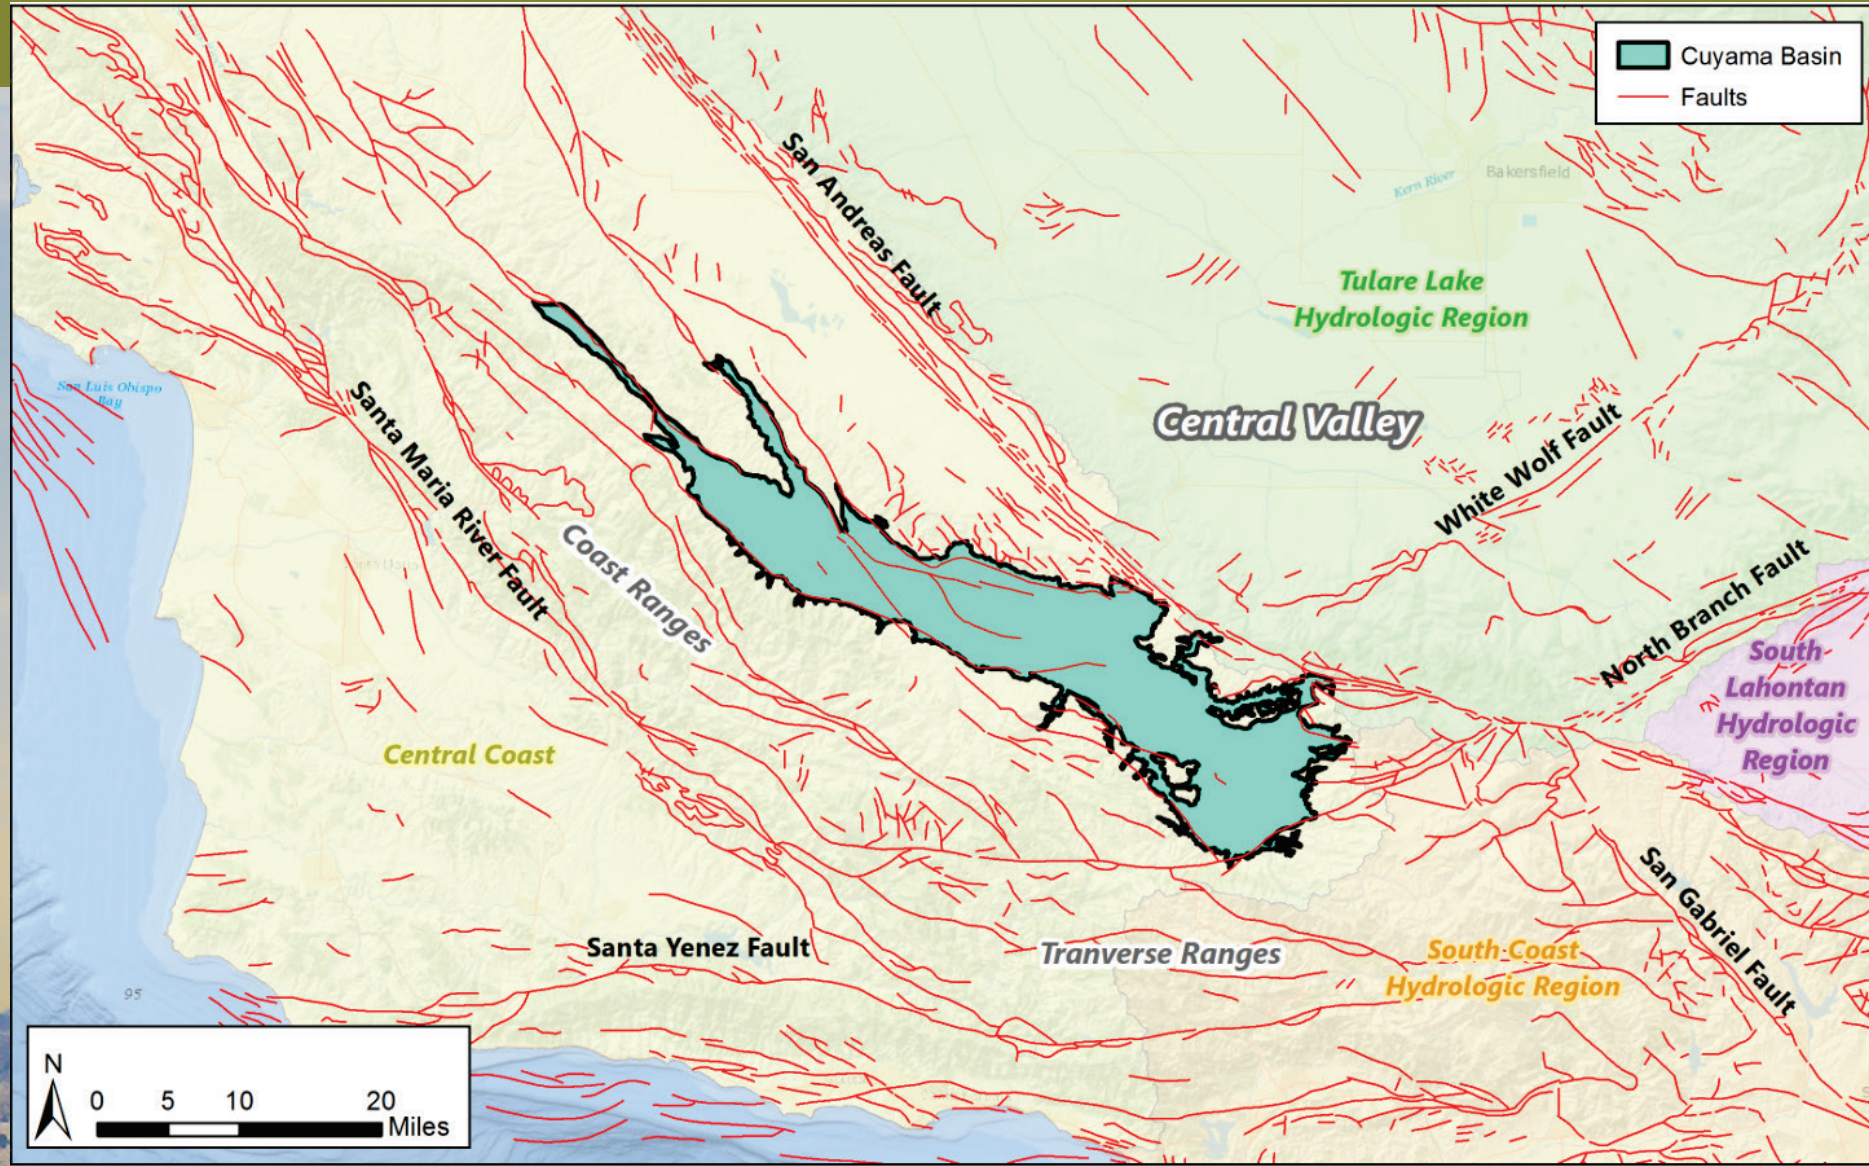 Cuyama Basin
Faults
San Andreas Fault
Kern River
Bakersfield
Tulare Lake
Hydrologic Region
San Luis Obispo
Bay
Santa Maria River Fault
Central Valley
White Wolf Fault
Coast Ranges
North Branch Fault
South
Lahontan
Hydrologic
Region
Central Coast
San Gabriel Fault
Santa Yenez Fault
Tranverse Ranges
South Coast
Hydrologic Region
95
N
0 5 10 20
Miles